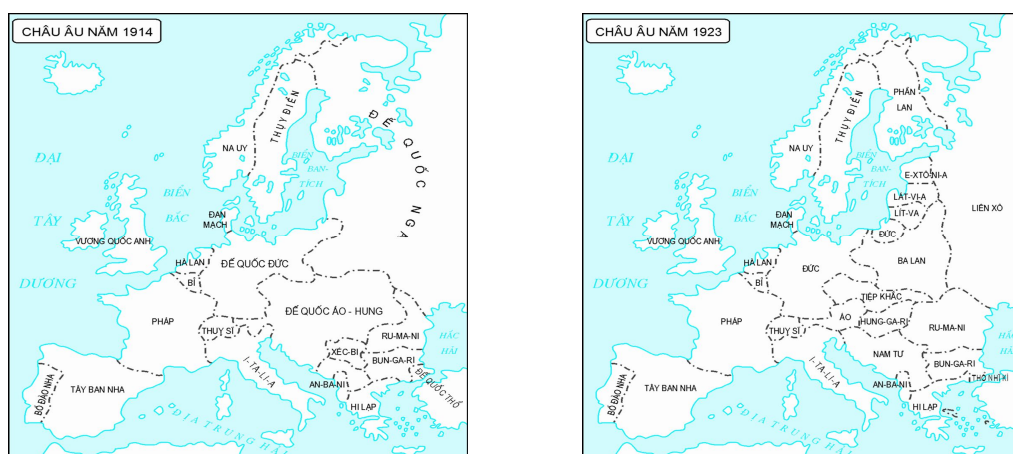 CHÂU ÂU NĂM 1914
ĐẾ QUỐC NGA
THỤY ĐIỂN
NA UY
ĐẠI
TÂY
DƯƠNG
BIỂN
BẮC
BIỂN
BAN-
TÍCH
ĐAN
MẠCH
VƯƠNG QUỐC ANH
HÀ LAN
BỈ
ĐẾ QUỐC ĐỨC
PHÁP
THỤY SĨ
ĐẾ QUỐC ÁO - HUNG
RU-MA-NI
HẮC
HẢI
XÉC-BI
BUN-GA-RI
I-TA-LI-A
AN-BA-NI
ĐẾ QUỐC THỔ
HI LẠP
BỒ ĐÀO NHA
TÂY BAN NHA
ĐỊA TRUNG HẢI
CHÂU ÂU NĂM 1923
PHẦN
LAN
THỤY ĐIỂN
NA UY
ĐẠI
TÂY
DƯƠNG
BIỂN
BẮC
BIỂN
BAN-
TÍCH
E-XTÔ-NI-A
LÁT-VI-A
LÍT-VA
LIÊN XÔ
ĐAN
MẠCH
VƯƠNG QUỐC ANH
ĐỨC
HÀ LAN
BỈ
ĐỨC
BA LAN
PHÁP
TIỆP KHẮC
THỤY SĨ
ÁO
HUNG-GA-RI
RU-MA-NI
HẮC
HẢI
NAM TƯ
BUN-GA-RI
I-TA-LI-A
AN-BA-NI
THỔ NHĨ KÌ
HI LẠP
BỒ ĐÀO NHA
TÂY BAN NHA
ĐỊA TRUNG HẢI